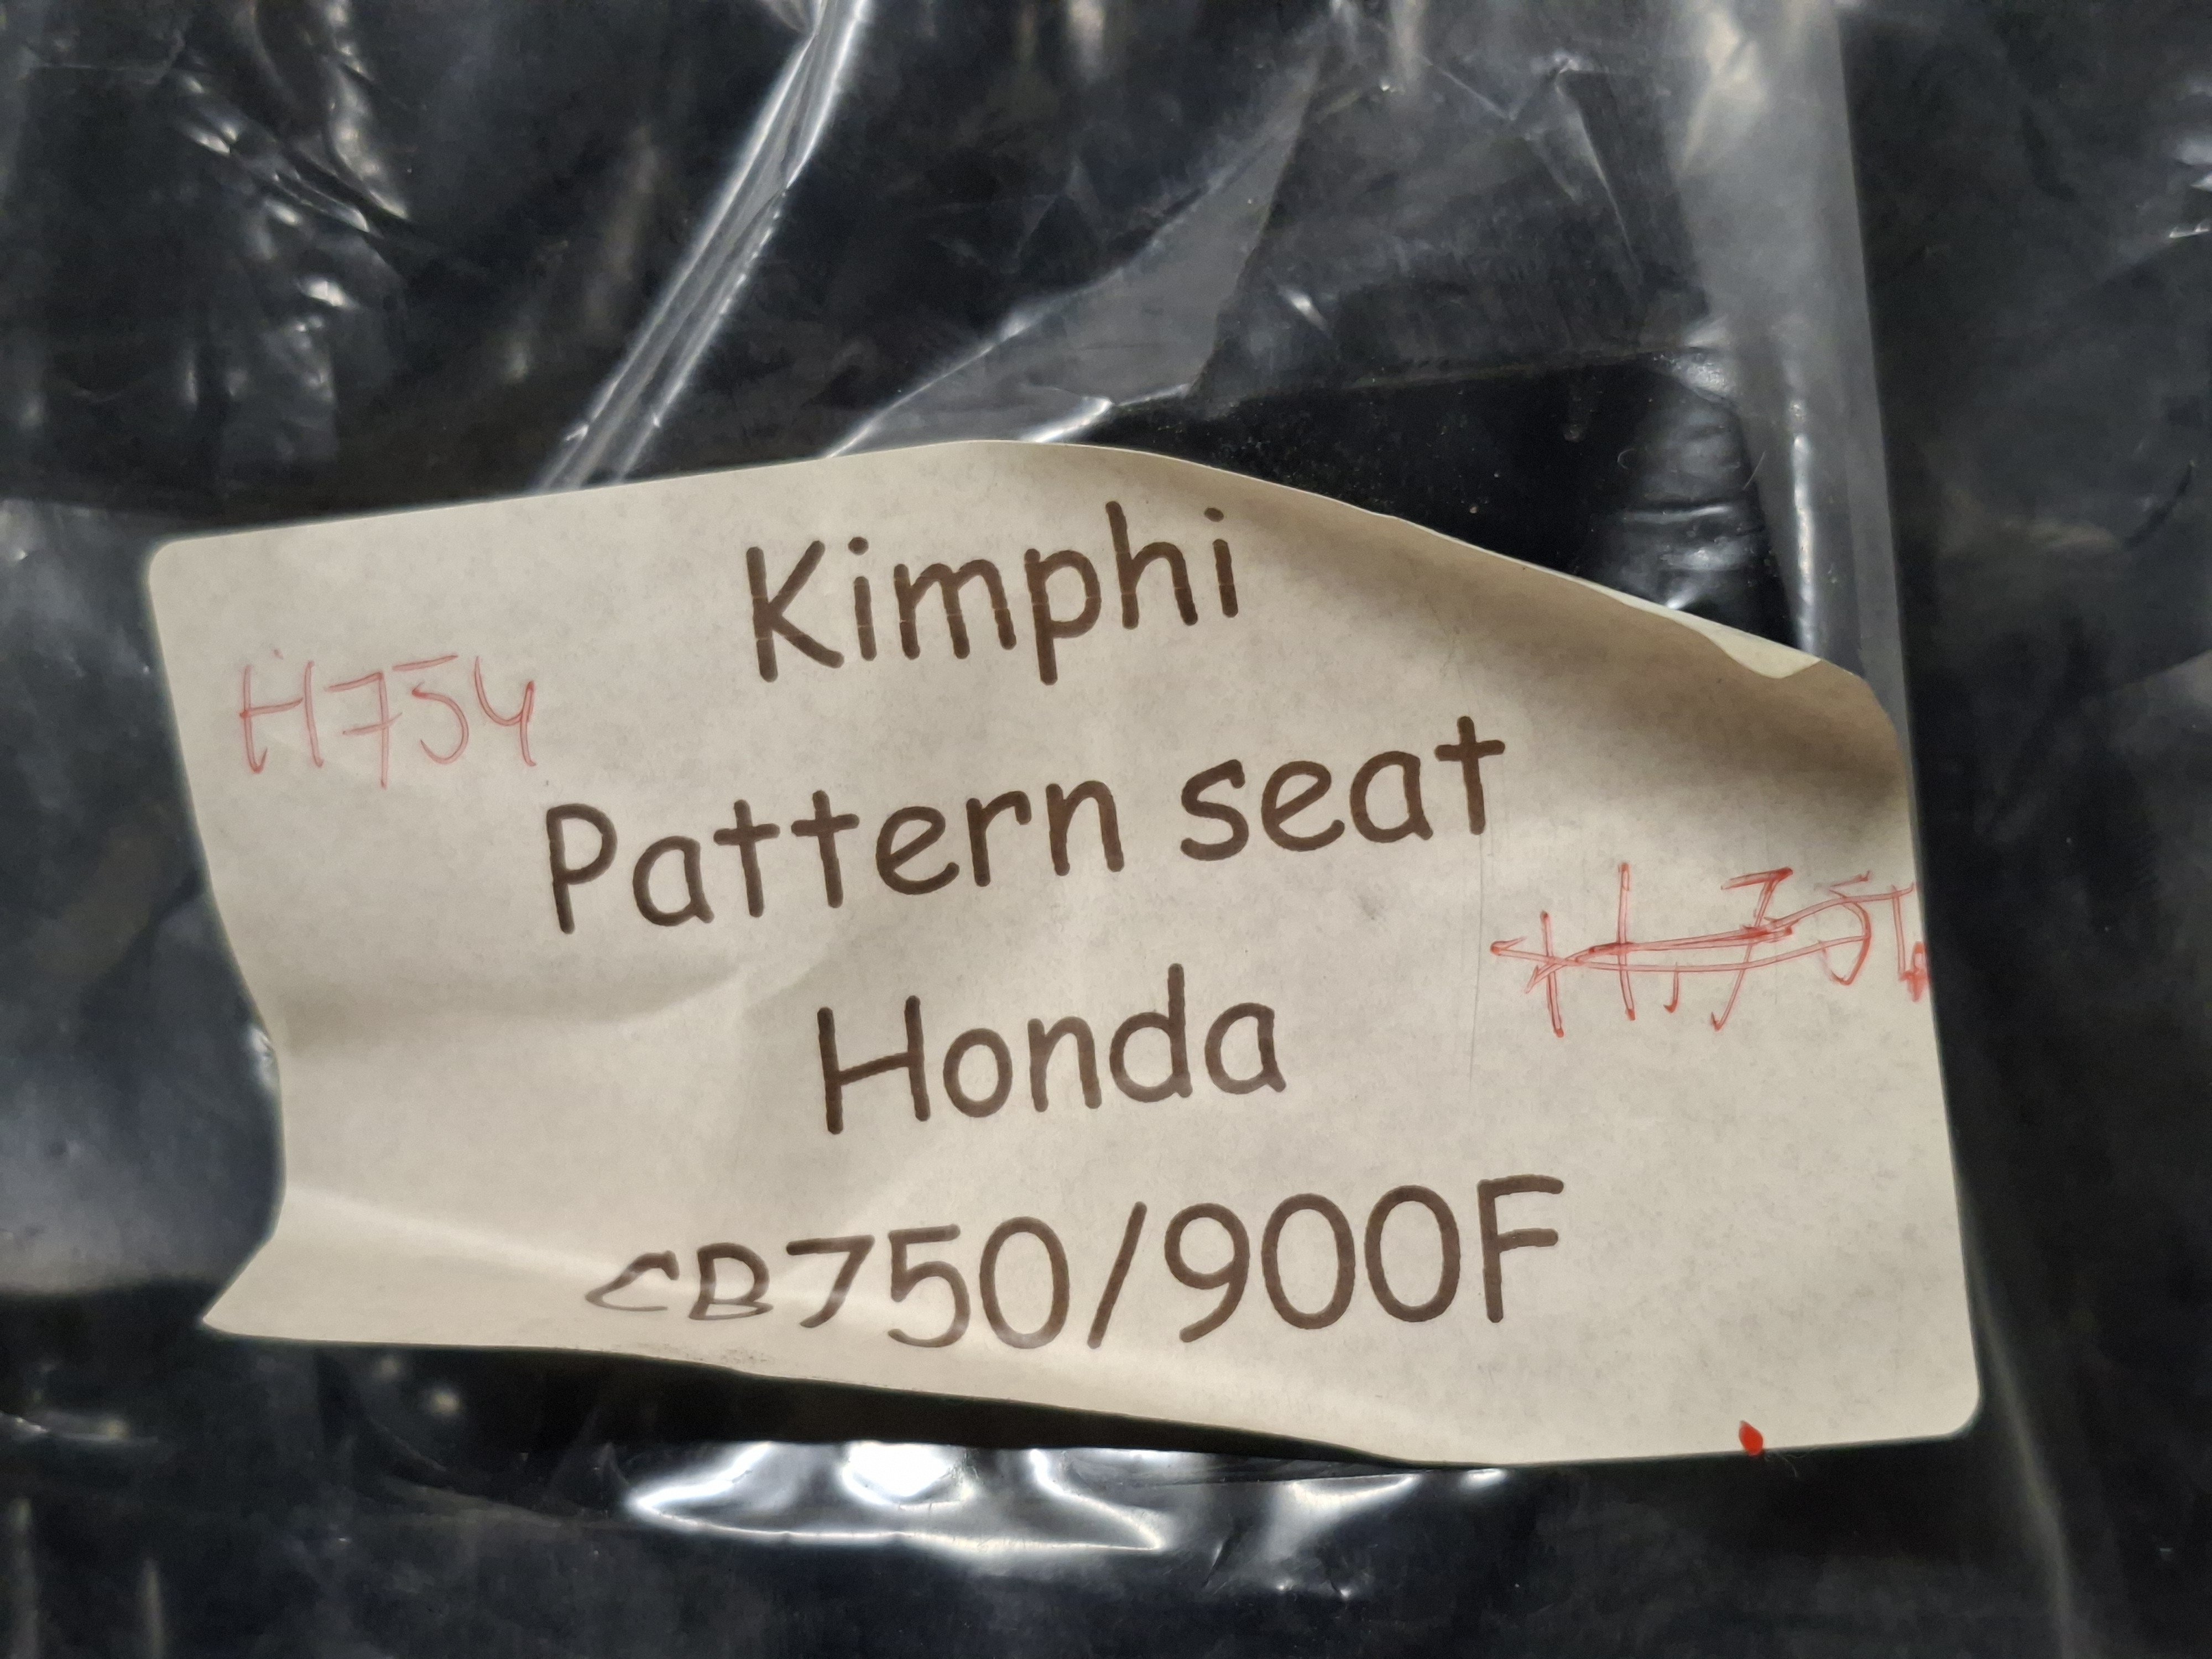 Kimphi
H754
Pattern seat
Honda
CB750/900F